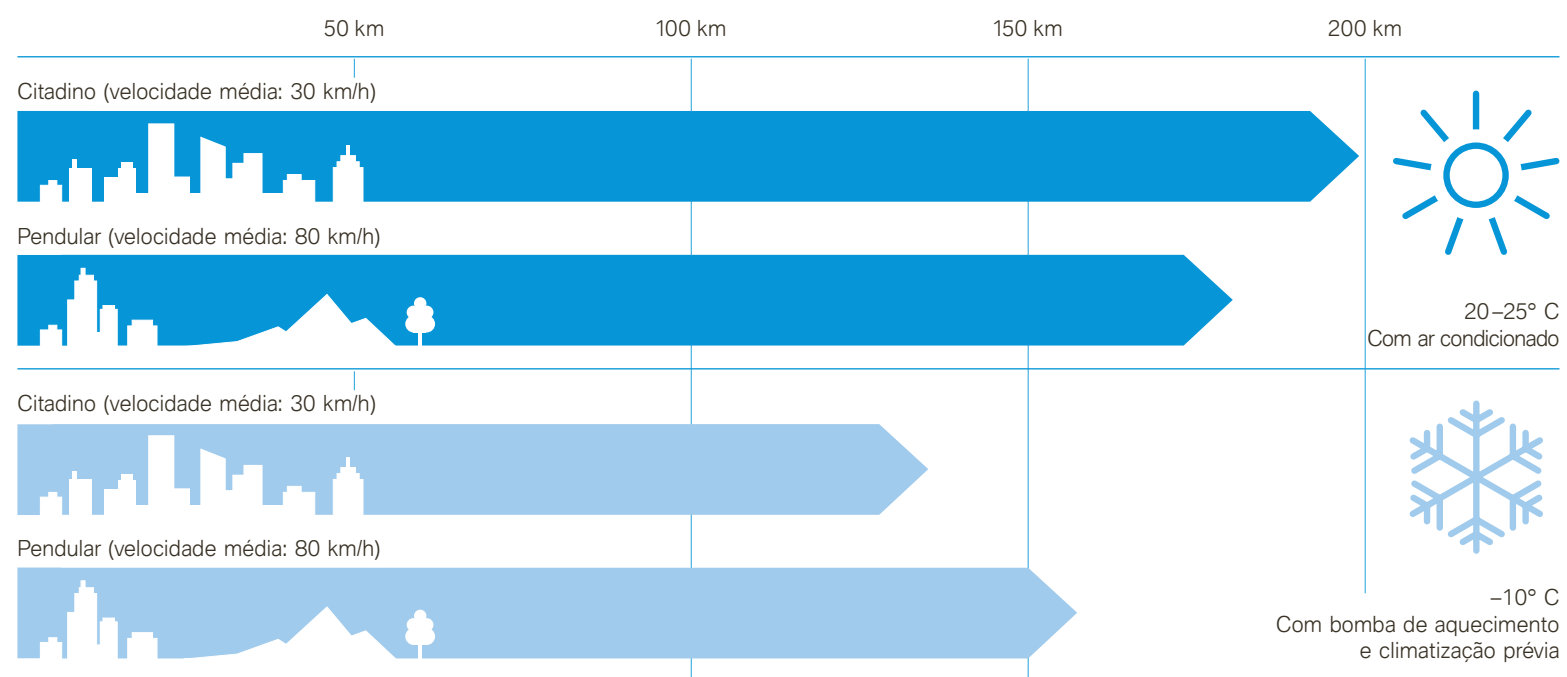 50 km 100 km 150 km 200 km
Citadino (velocidade média: 30 km/h)
Pendular (velocidade média: 80 km/h)
20–25° C
Com ar condicionado
Citadino (velocidade média: 30 km/h)
Pendular (velocidade média: 80 km/h)
–10° C
Com bomba de aquecimento
e climatização prévia